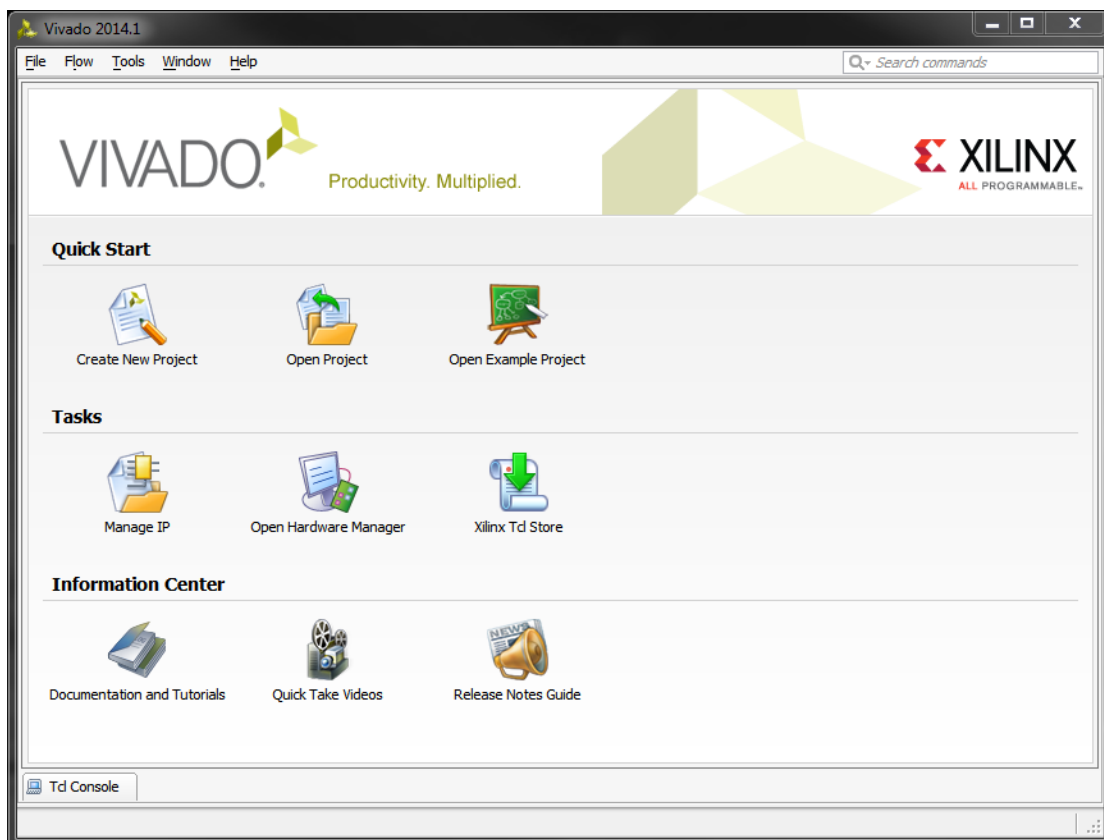 Vivado 2014.1
File Flow Tools Window Help Search commands
VIVADO.
Productivity. Multiplied.
XILINX
ALL PROGRAMMABLE™
Quick Start
Create New Project Open Project Open Example Project
Tasks
Manage IP Open Hardware Manager Xilinx Tcl Store
Information Center
NEWS
Documentation and Tutorials Quick Take Videos Release Notes Guide
Tcl Console